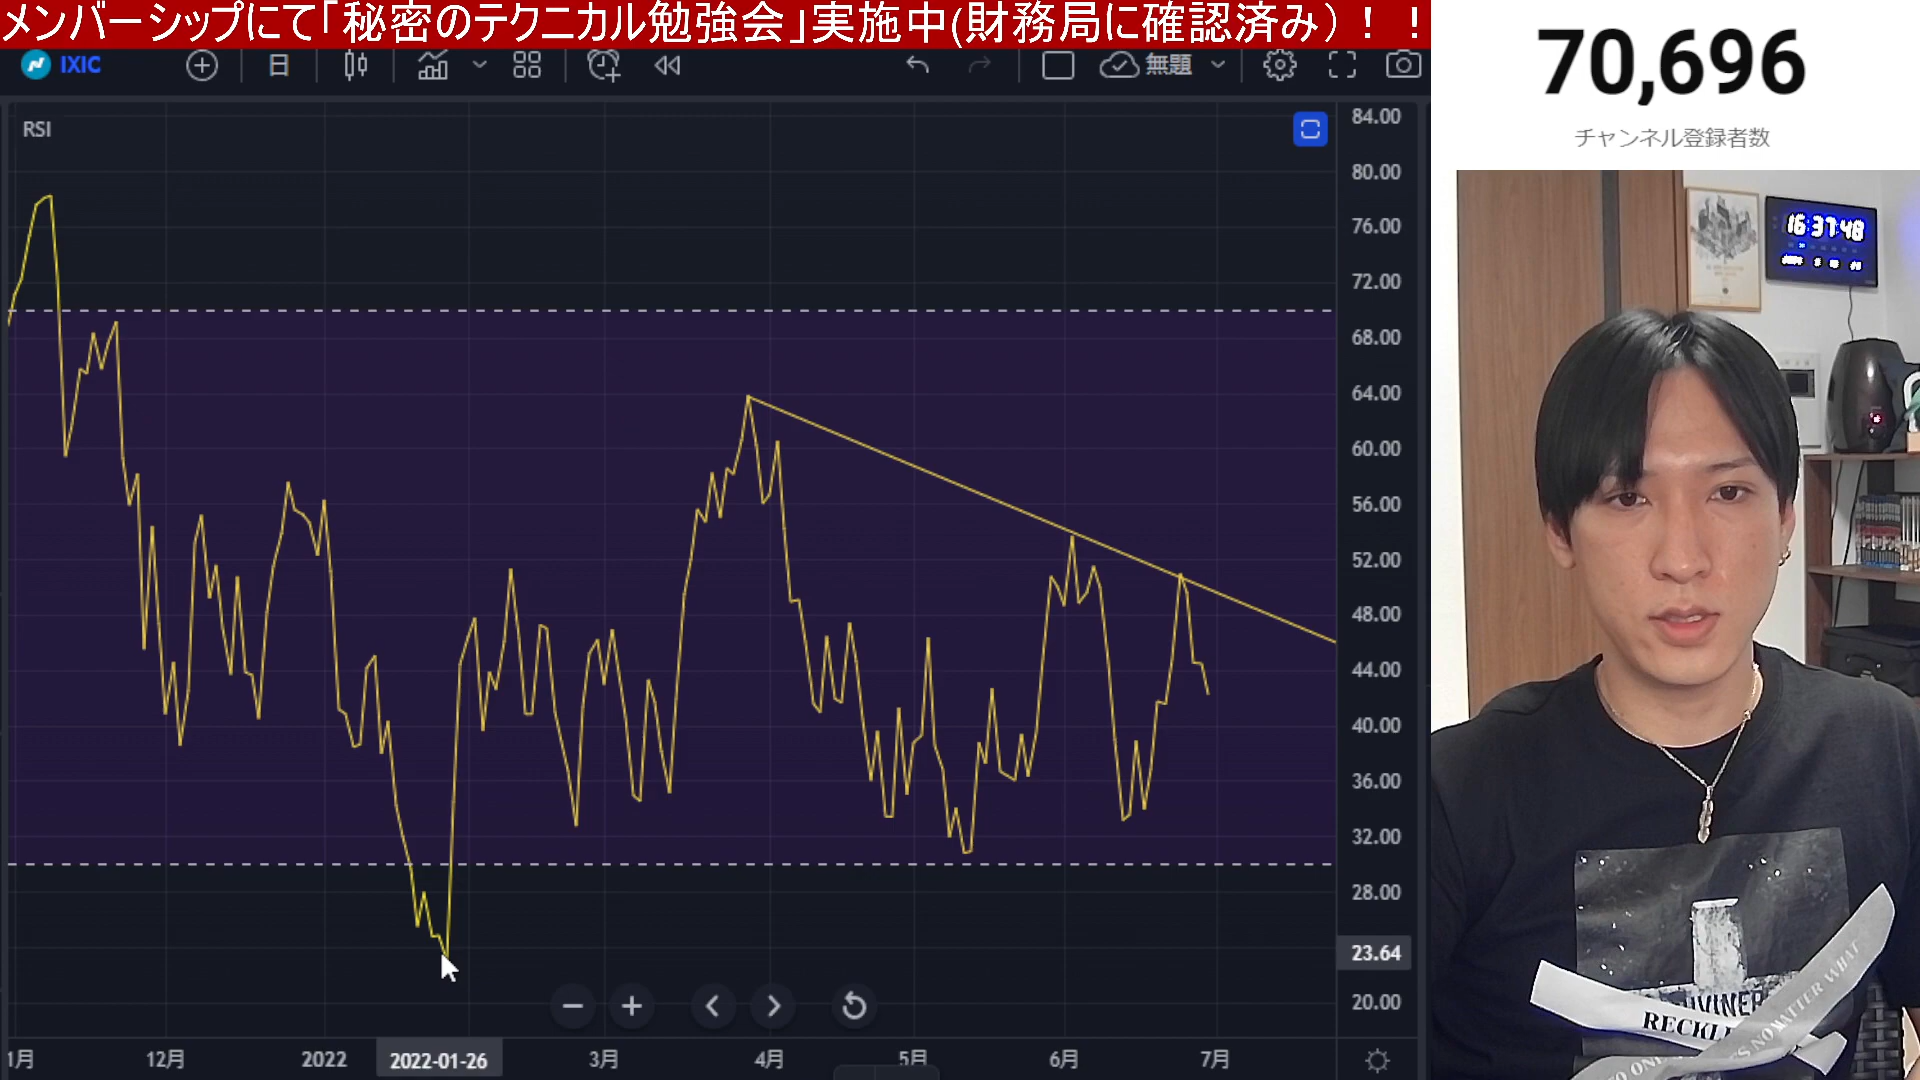 メンバーシップにて「秘密のテクニカル勉強会」実施中(財務局に確認済み）！！
IXIC
日
無題
70,696
チャンネル登録者数
RSI
84.00
80.00
76.00
72.00
68.00
64.00
60.00
56.00
52.00
48.00
44.00
40.00
36.00
32.00
28.00
23.64
20.00
1月
12月
2022
2022-01-26
3月
4月
5月
6月
7月
16:37:48
RECKL
NO MATTER WHAT